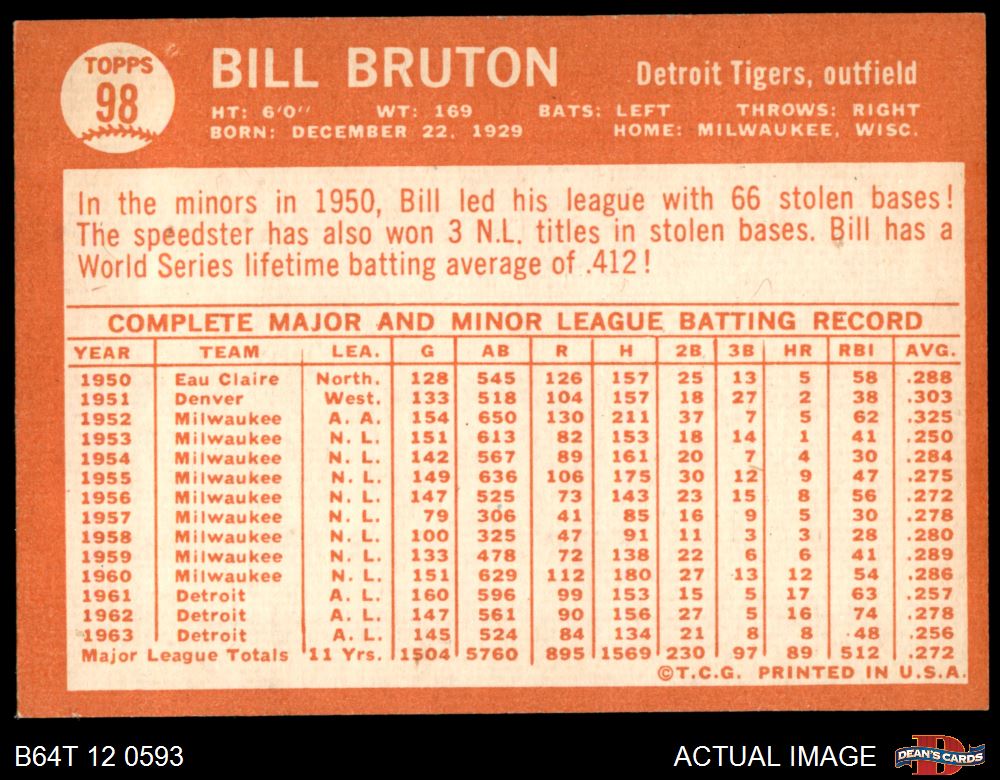 TOPPS
98
BILL BRUTON
Detroit Tigers, outfield
HT: 6'0" WT: 169 BATS: LEFT THROWS: RIGHT
BORN: DECEMBER 22, 1929 HOME: MILWAUKEE, WISC.
In the minors in 1950, Bill led his league with 66 stolen bases!
The speedster has also won 3 N.L. titles in stolen bases. Bill has a
World Series lifetime batting average of .412!
COMPLETE MAJOR AND MINOR LEAGUE BATTING RECORD
YEAR TEAM LEA. G AB R H 2B 3B HR RBI AVG.
1950 Eau Claire North. 128 545 126 157 25 13 5 58 .288
1951 Denver West. 133 518 104 157 18 27 2 38 .303
1952 Milwaukee A. A. 154 650 130 211 37 7 5 62 .325
1953 Milwaukee N. L. 151 613 82 153 18 14 1 41 .250
1954 Milwaukee N. L. 142 567 89 161 20 7 4 30 .284
1955 Milwaukee N. L. 149 636 106 175 30 12 9 47 .275
1956 Milwaukee N. L. 147 525 73 143 23 15 8 56 .272
1957 Milwaukee N. L. 79 306 41 85 16 9 5 30 .278
1958 Milwaukee N. L. 100 325 47 91 11 3 3 28 .280
1959 Milwaukee N. L. 133 478 72 138 22 6 6 41 .289
1960 Milwaukee N. L. 151 629 112 180 27 13 12 54 .286
1961 Detroit A. L. 160 596 99 153 15 5 17 63 .257
1962 Detroit A. L. 147 561 90 156 27 5 16 74 .278
1963 Detroit A. L. 145 524 84 134 21 8 8 48 .256
Major League Totals 11 Yrs. 1504 5760 895 1569 230 97 89 512 .272
©T.C.G. PRINTED IN U.S.A.
B64T 12 0593
ACTUAL IMAGE
D
DEAN'S CARDS